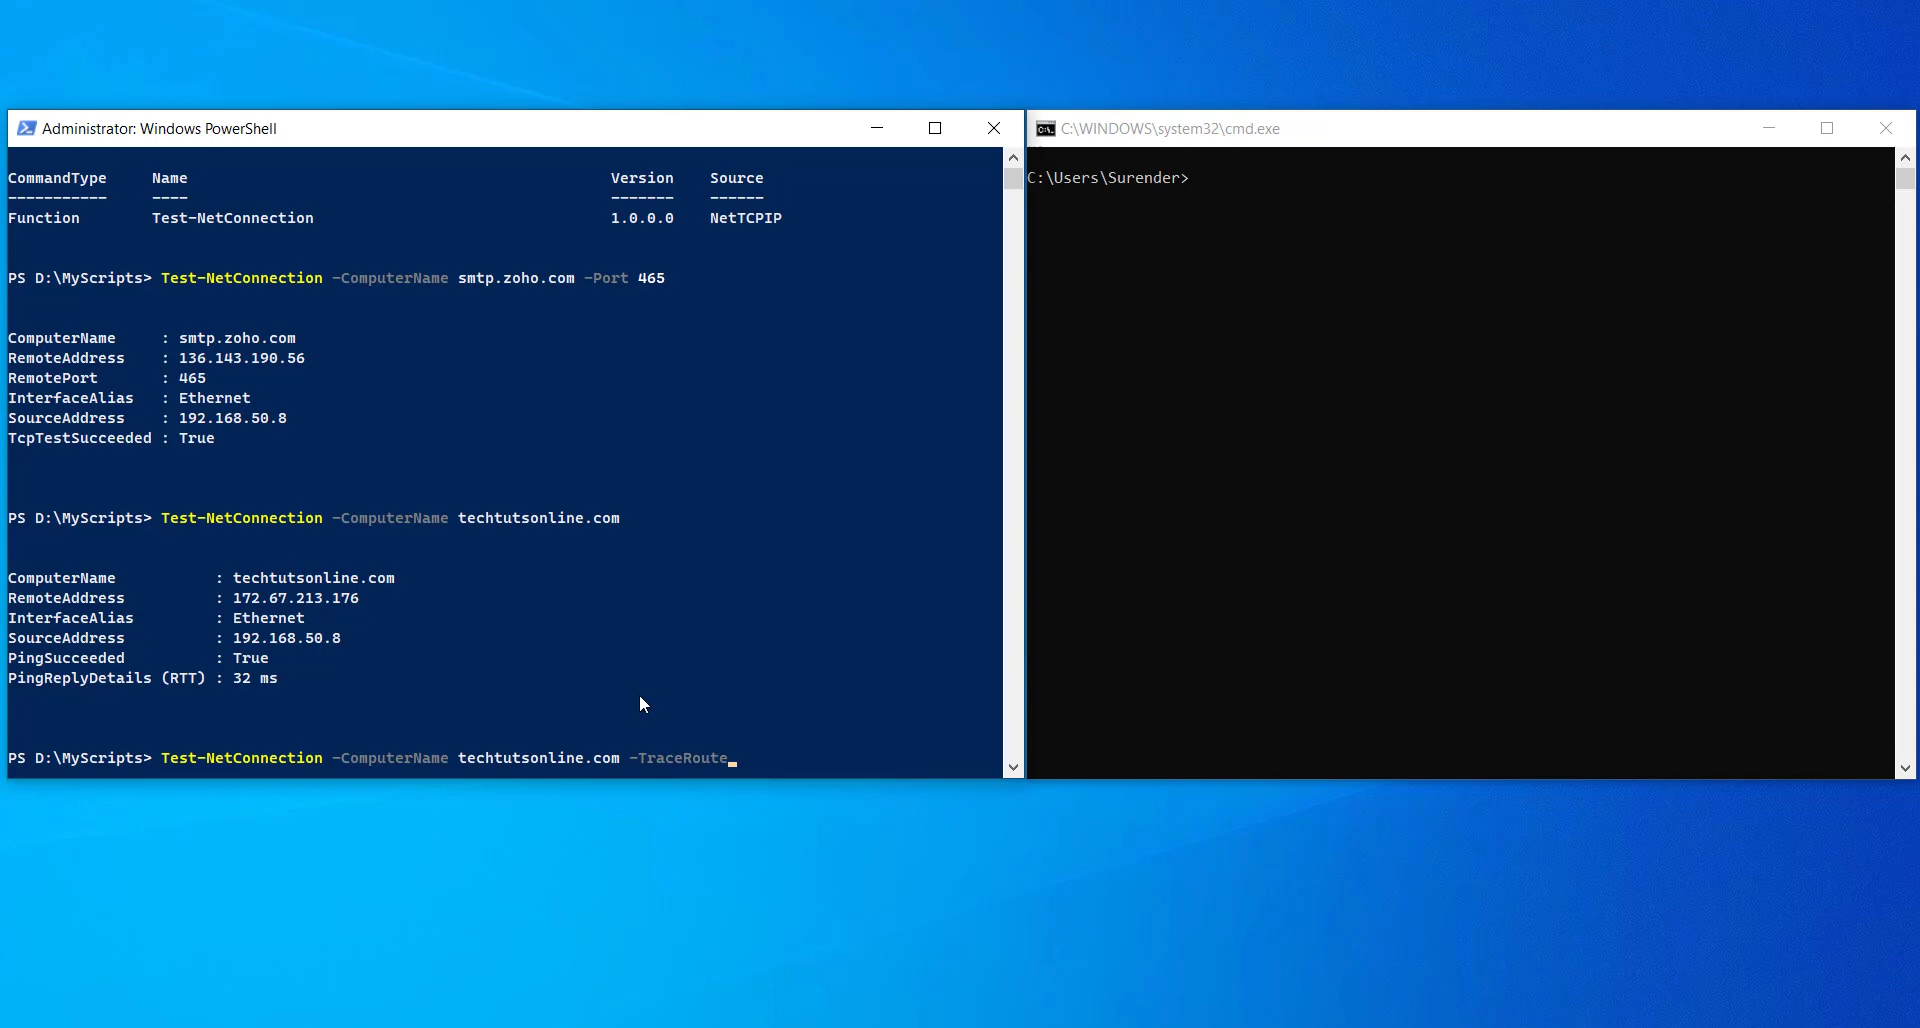 Administrator: Windows PowerShell
CommandType     Name                                               Version    Source
-----------     ----                                               -------    ------
Function        Test-NetConnection                                 1.0.0.0    NetTCPIP
PS D:\MyScripts> Test-NetConnection -ComputerName smtp.zoho.com -Port 465
ComputerName     : smtp.zoho.com
RemoteAddress    : 136.143.190.56
RemotePort       : 465
InterfaceAlias   : Ethernet
SourceAddress    : 192.168.50.8
TcpTestSucceeded : True
PS D:\MyScripts> Test-NetConnection -ComputerName techtutsonline.com
ComputerName           : techtutsonline.com
RemoteAddress          : 172.67.213.176
InterfaceAlias         : Ethernet
SourceAddress          : 192.168.50.8
PingSucceeded          : True
PingReplyDetails (RTT) : 32 ms
PS D:\MyScripts> Test-NetConnection -ComputerName techtutsonline.com -TraceRoute
C:\WINDOWS\system32\cmd.exe
C:\Users\Surender>